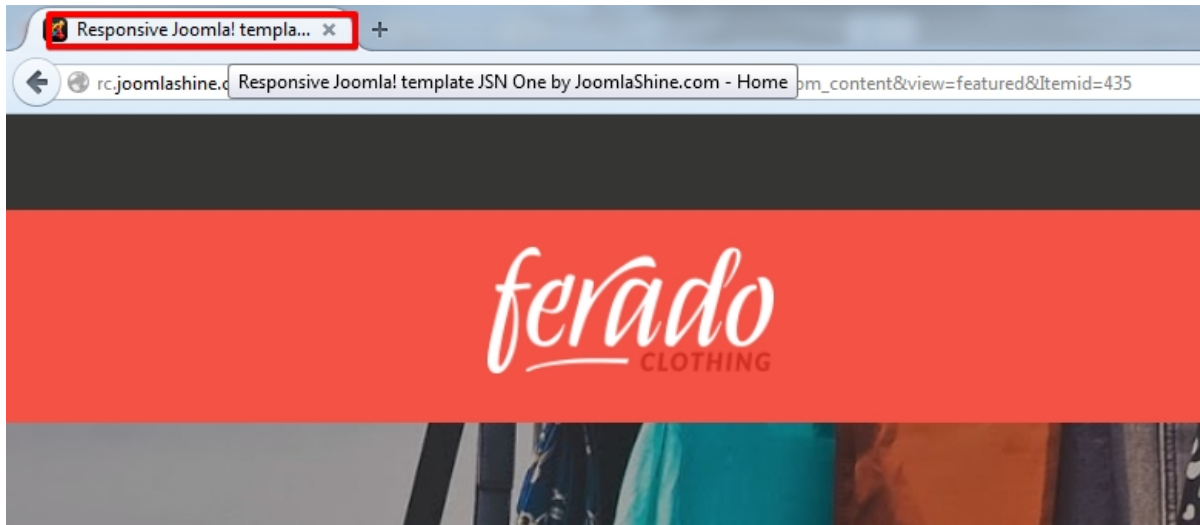 Responsive Joomla! templa...
rc.joomlashine.c
Responsive Joomla! template JSN One by JoomlaShine.com - Home
om_content&view=featured&Itemid=435
ferado
CLOTHING